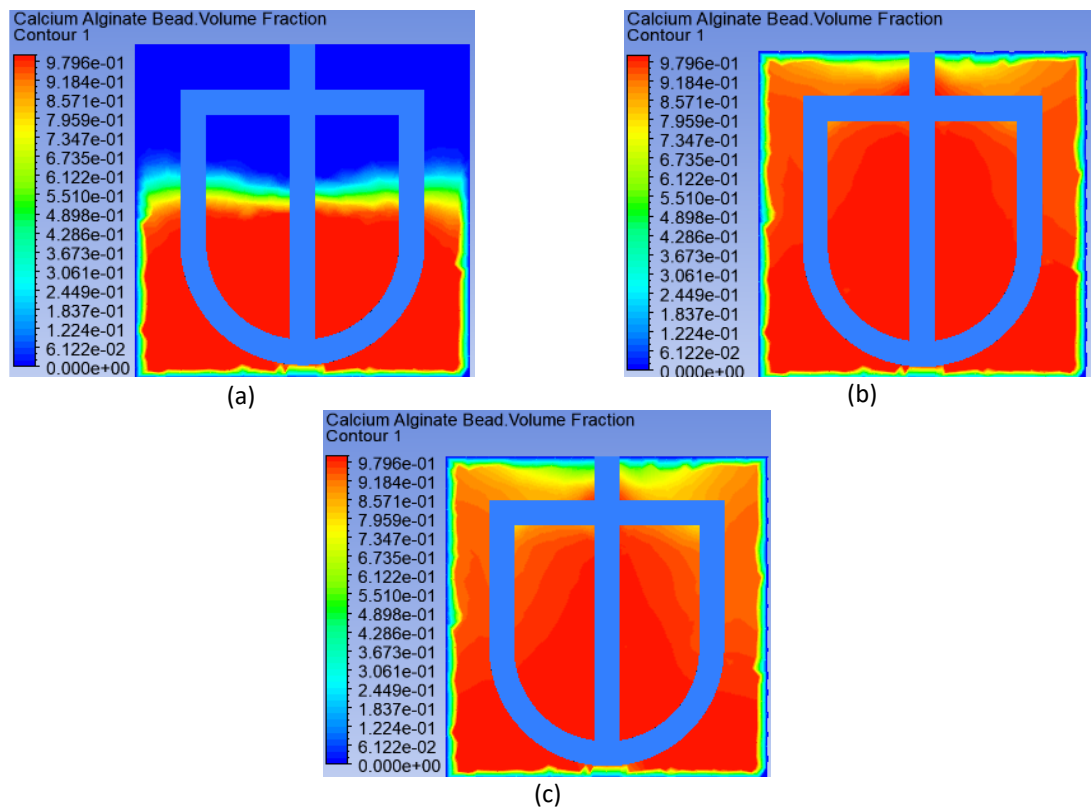 Calcium Alginate Bead.Volume Fraction
Contour 1
9.796e-01
9.184e-01
8.571e-01
7.959e-01
7.347e-01
6.735e-01
6.122e-01
5.510e-01
4.898e-01
4.286e-01
3.673e-01
3.061e-01
2.449e-01
1.837e-01
1.224e-01
6.122e-02
0.000e+00
(a)
Calcium Alginate Bead.Volume Fraction
Contour 1
9.796e-01
9.184e-01
8.571e-01
7.959e-01
7.347e-01
6.735e-01
6.122e-01
5.510e-01
4.898e-01
4.286e-01
3.673e-01
3.061e-01
2.449e-01
1.837e-01
1.224e-01
6.122e-02
0.000e+00
(b)
Calcium Alginate Bead.Volume Fraction
Contour 1
9.796e-01
9.184e-01
8.571e-01
7.959e-01
7.347e-01
6.735e-01
6.122e-01
5.510e-01
4.898e-01
4.286e-01
3.673e-01
3.061e-01
2.449e-01
1.837e-01
1.224e-01
6.122e-02
0.000e+00
(c)